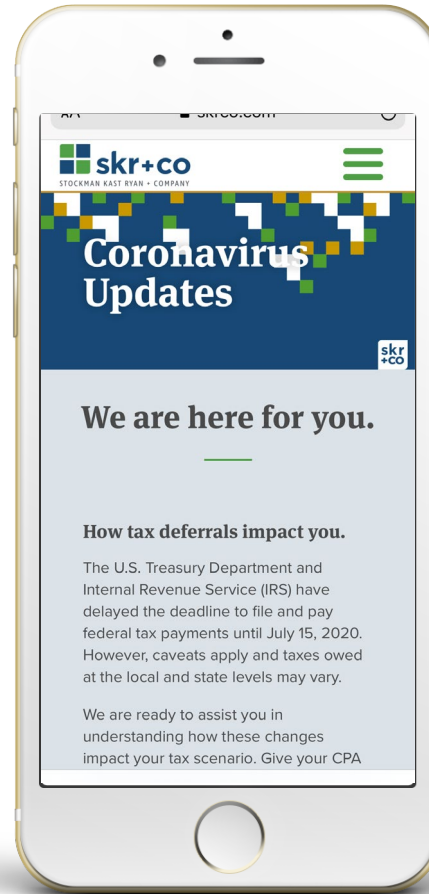 AA skrco.com
skr+co
STOCKMAN KAST RYAN + COMPANY
Coronavirus
Updates
skr
+co
We are here for you.
How tax deferrals impact you.
The U.S. Treasury Department and
Internal Revenue Service (IRS) have
delayed the deadline to file and pay
federal tax payments until July 15, 2020.
However, caveats apply and taxes owed
at the local and state levels may vary.
We are ready to assist you in
understanding how these changes
impact your tax scenario. Give your CPA